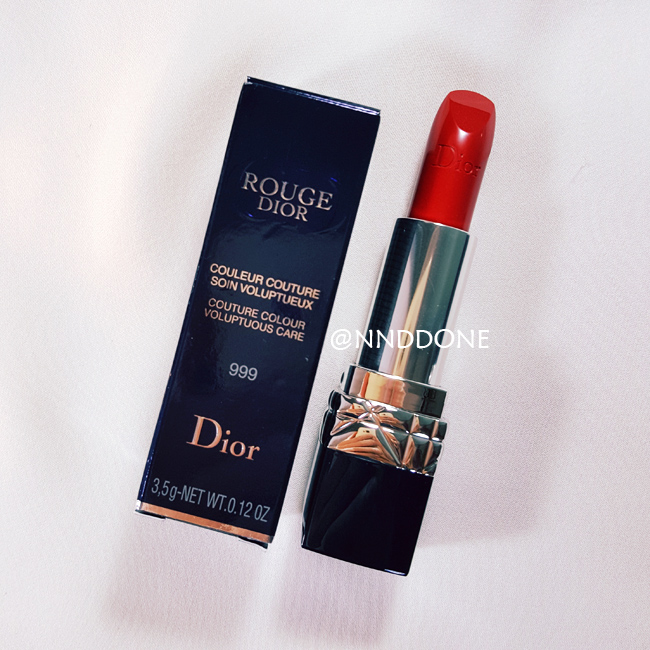 ROUGE
DIOR
COULEUR COUTURE
SOIN VOLUPTUEUX
COUTURE COLOUR
VOLUPTUOUS CARE
999
Dior
3,5g-NET WT.0.12 OZ
Dior
@NNDDONE